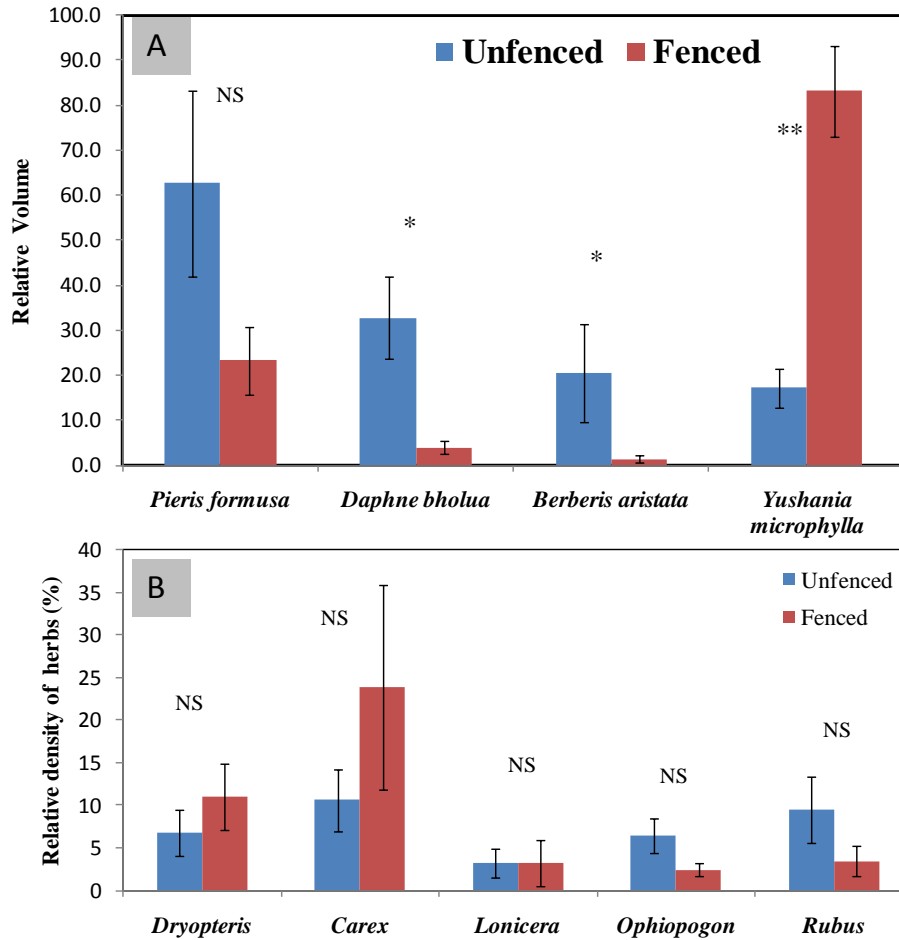 A
Unfenced Fenced
100.0
90.0
80.0
70.0
60.0
50.0
40.0
30.0
20.0
10.0
0.0
Relative Volume
NS
*
*
**
Pieris formusa
Daphne bholua
Berberis aristata
Yushania
microphylla
B
Unfenced
Fenced
40
35
30
25
20
15
10
5
0
Relative density of herbs (%)
NS
NS
NS
NS
NS
Dryopteris
Carex
Lonicera
Ophiopogon
Rubus